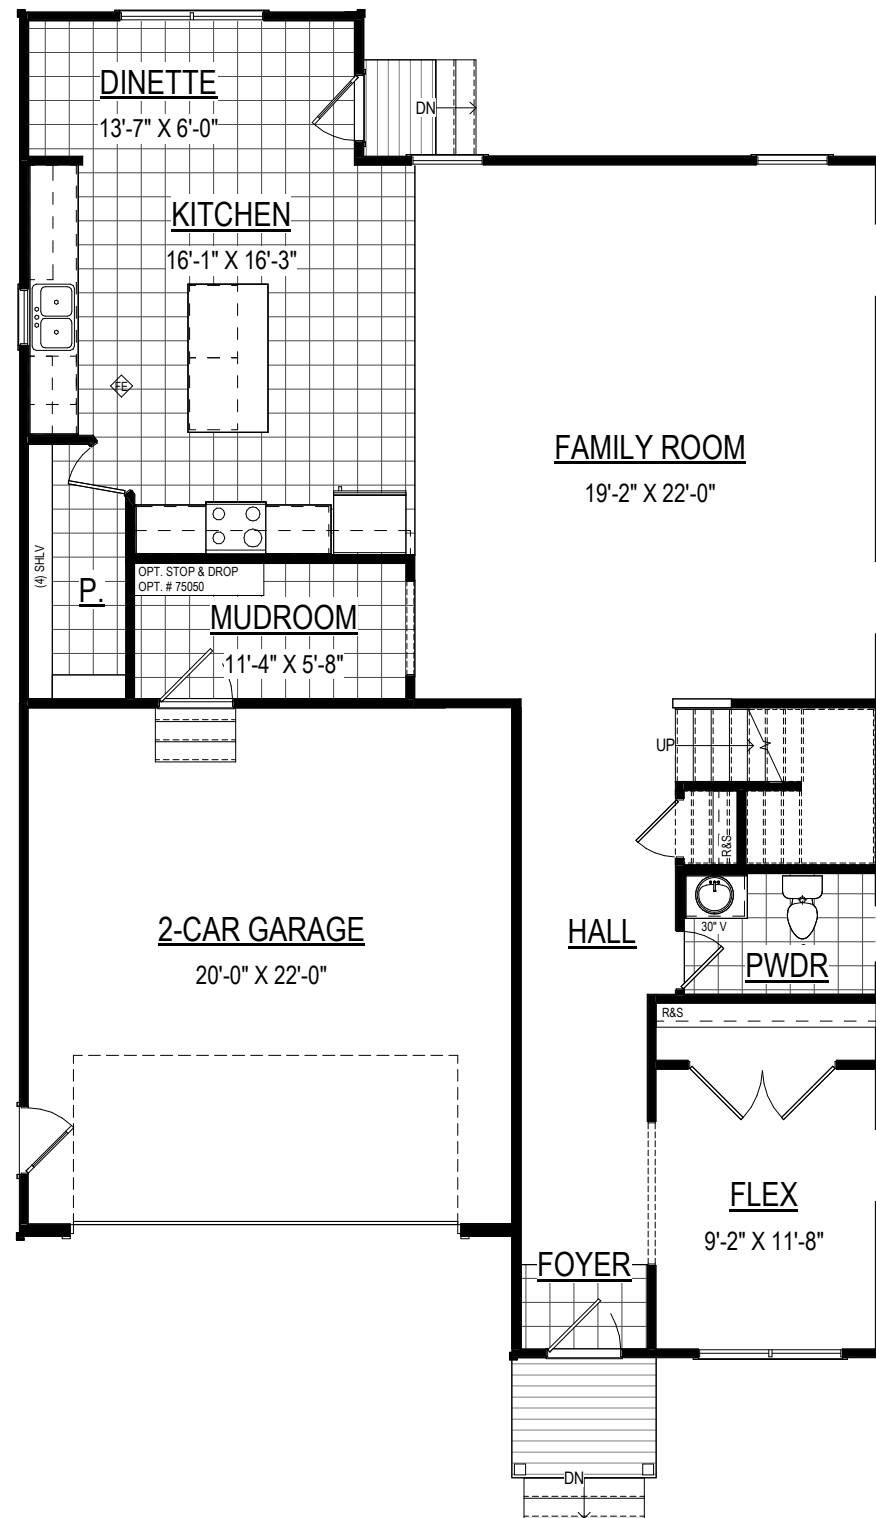 DINETTE
13'-7" X 6'-0"
DN
KITCHEN
16'-1" X 16'-3"
FE
FAMILY ROOM
19'-2" X 22'-0"
(4) SHLV
P.
OPT. STOP & DROP
OPT. # 75050
MUDROOM
11'-4" X 5'-8"
UP
R&S
2-CAR GARAGE
20'-0" X 22'-0"
HALL
30" V
PWDR
R&S
FLEX
9'-2" X 11'-8"
FOYER
DN